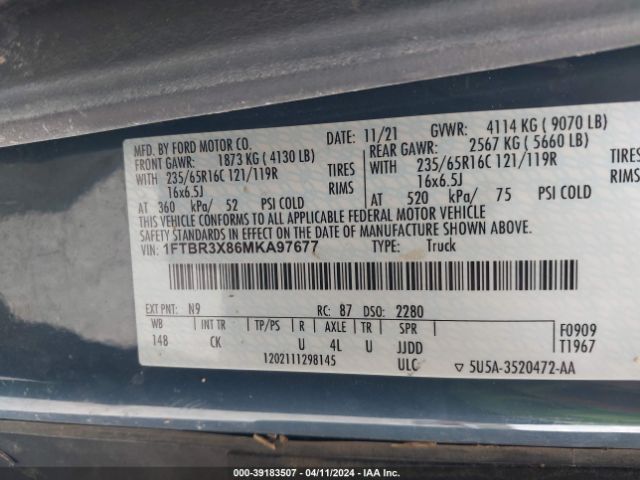 MFD. BY FORD MOTOR CO. DATE: 11/21 GVWR: 4114 KG ( 9070 LB)
FRONT GAWR: 1873 KG ( 4130 LB) REAR GAWR: 2567 KG ( 5660 LB)
WITH 235/65R16C 121/119R TIRES WITH 235/65R16C 121/119R TIRES
16x6.5J RIMS 16x6.5J RIMS
AT 360 kPa/ 52 PSI COLD AT 520 kPa/ 75 PSI COLD
THIS VEHICLE CONFORMS TO ALL APPLICABLE FEDERAL MOTOR VEHICLE
SAFETY STANDARDS IN EFFECT ON THE DATE OF MANUFACTURE SHOWN ABOVE.
VIN: 1FTBR3X86MKA97677 TYPE: Truck
EXT PNT: N9 RC: 87 DSO: 2280
WB INT TR TP/PS R AXLE TR SPR F0909
148 CK U 4L U JJDD T1967
1202111298145 ULC ▽ 5U5A-3520472-AA
000-39183507 / 04/11/2024 - IAA